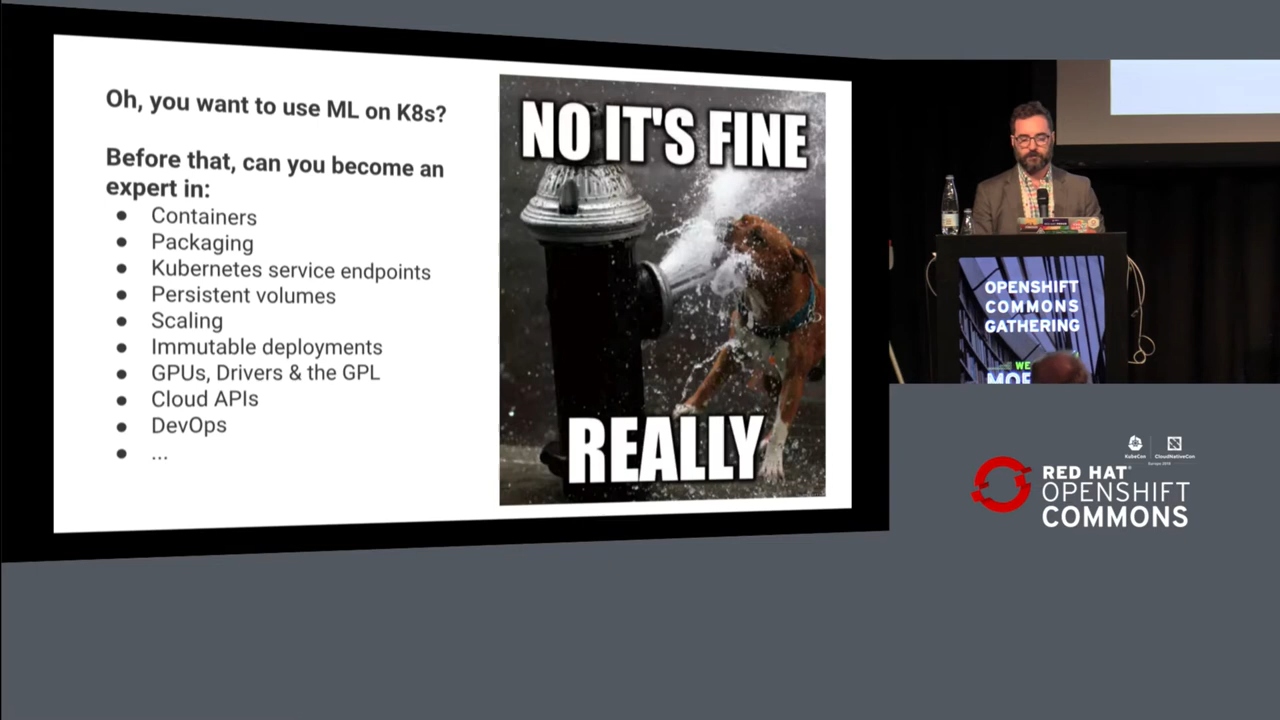 Oh, you want to use ML on K8s?
Before that, can you become an
expert in:
● Containers
● Packaging
● Kubernetes service endpoints
● Persistent volumes
● Scaling
● Immutable deployments
● GPUs, Drivers & the GPL
● Cloud APIs
● DevOps
● ...
NO IT'S FINE
REALLY
OPENSHIFT
COMMONS
GATHERING
WE
KubeCon CloudNativeCon
Europe 2018
RED HAT®
OPENSHIFT
COMMONS